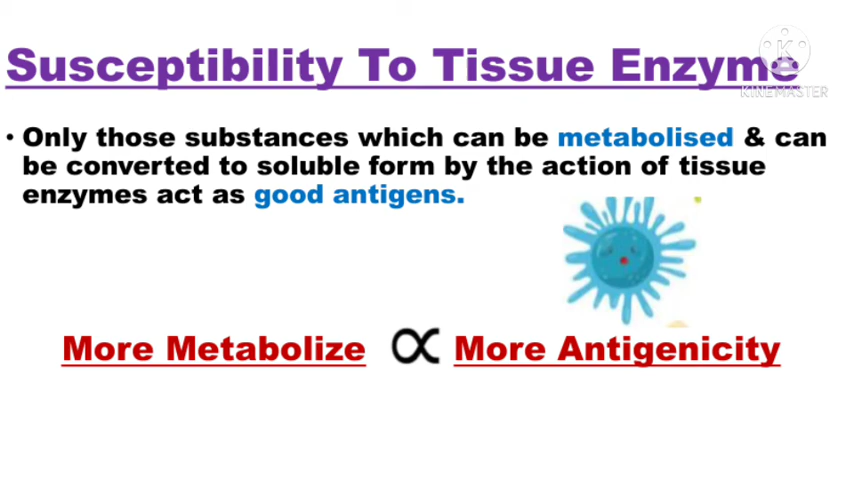 Susceptibility To Tissue Enzyme
K
KINEMASTER
• Only those substances which can be metabolised & can
be converted to soluble form by the action of tissue
enzymes act as good antigens.
More Metabolize ∝ More Antigenicity